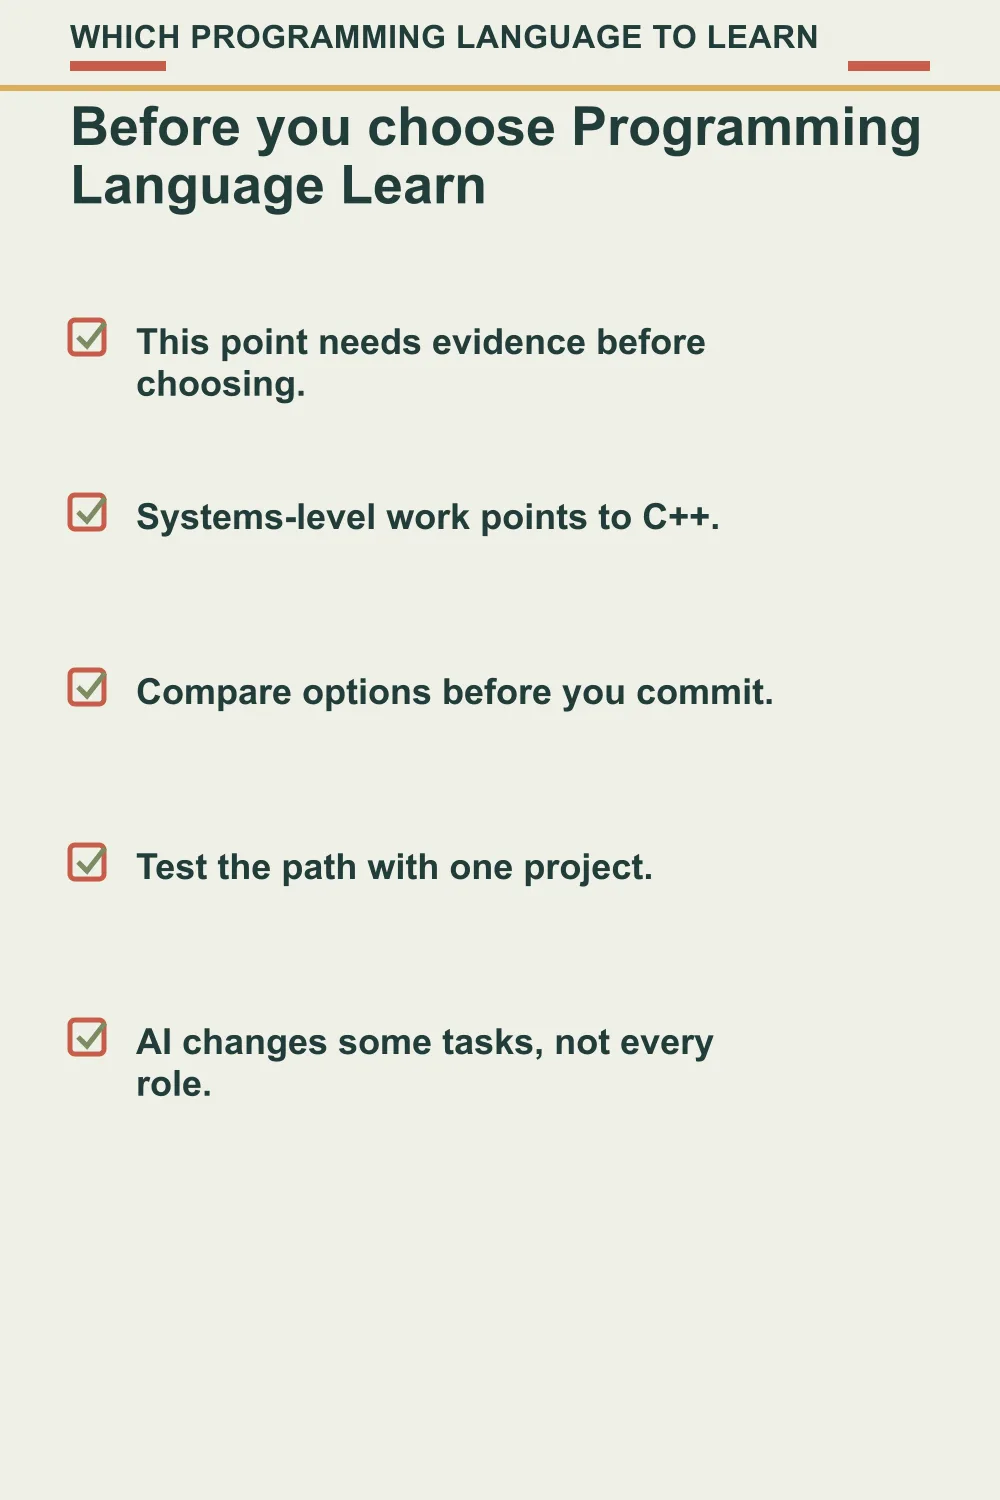 WHICH PROGRAMMING LANGUAGE TO LEARN
Before you choose Programming
Language Learn
This point needs evidence before
choosing.
Systems-level work points to C++.
Compare options before you commit.
Test the path with one project.
AI changes some tasks, not every
role.